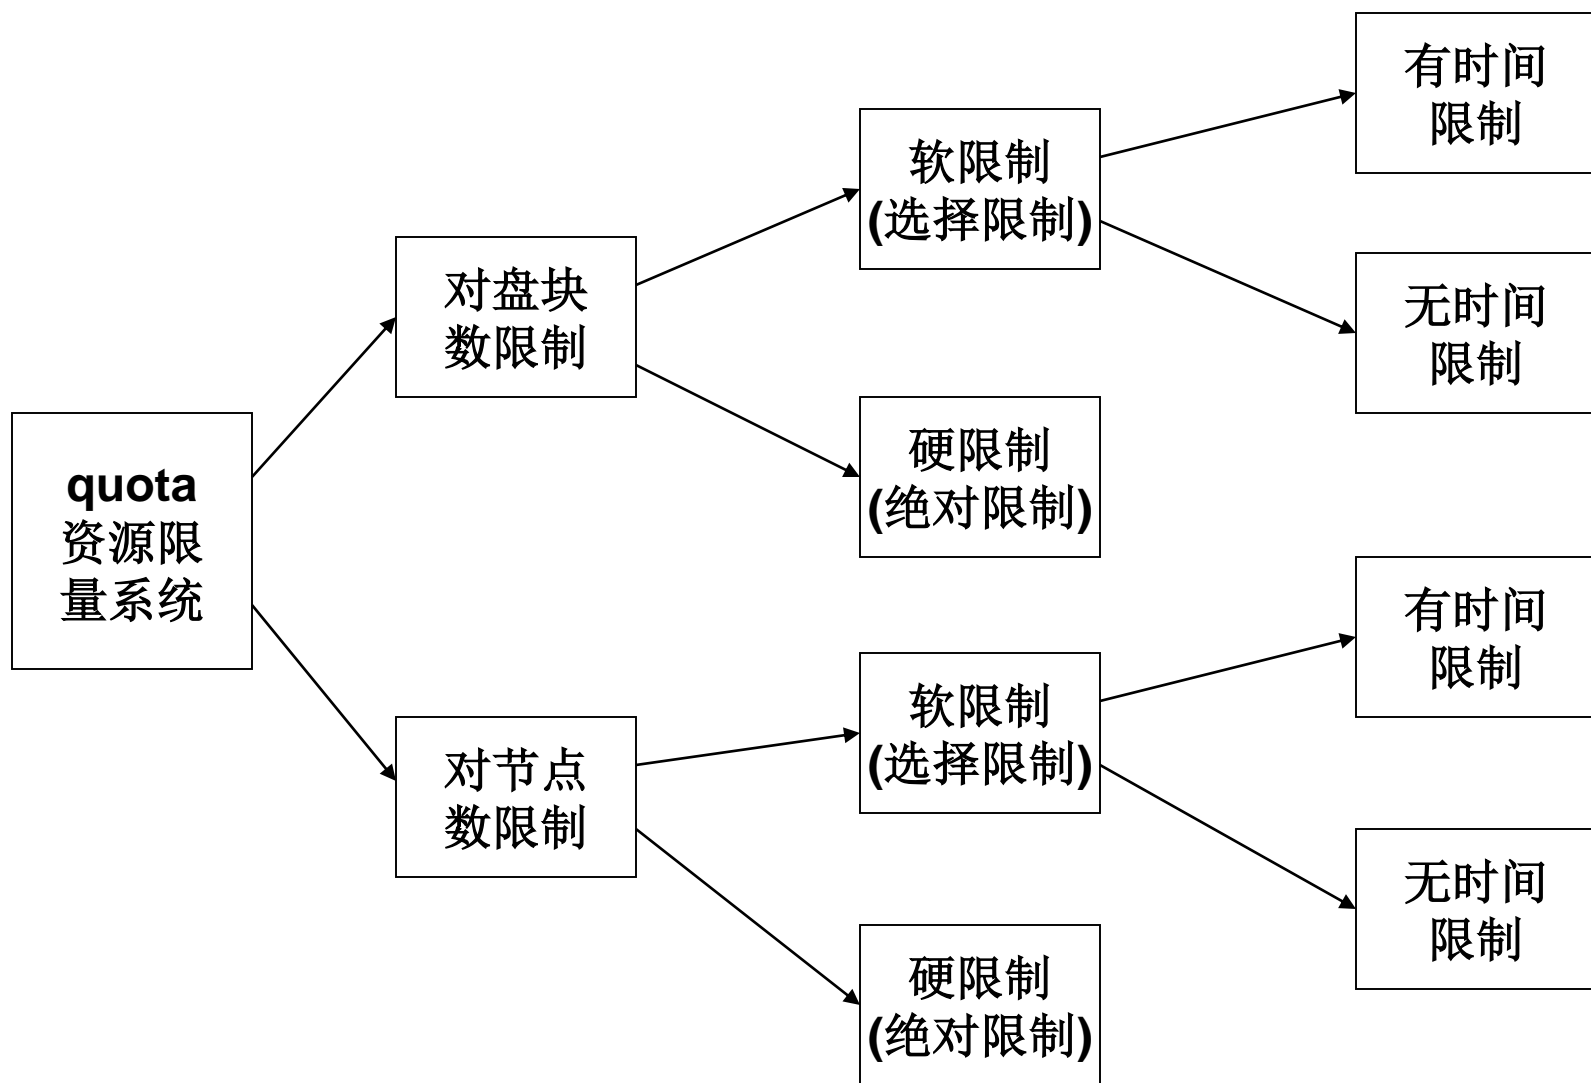 quota
资源限
量系统
对盘块
数限制
软限制
(选择限制)
有时间
限制
无时间
限制
硬限制
(绝对限制)
对节点
数限制
软限制
(选择限制)
有时间
限制
无时间
限制
硬限制
(绝对限制)